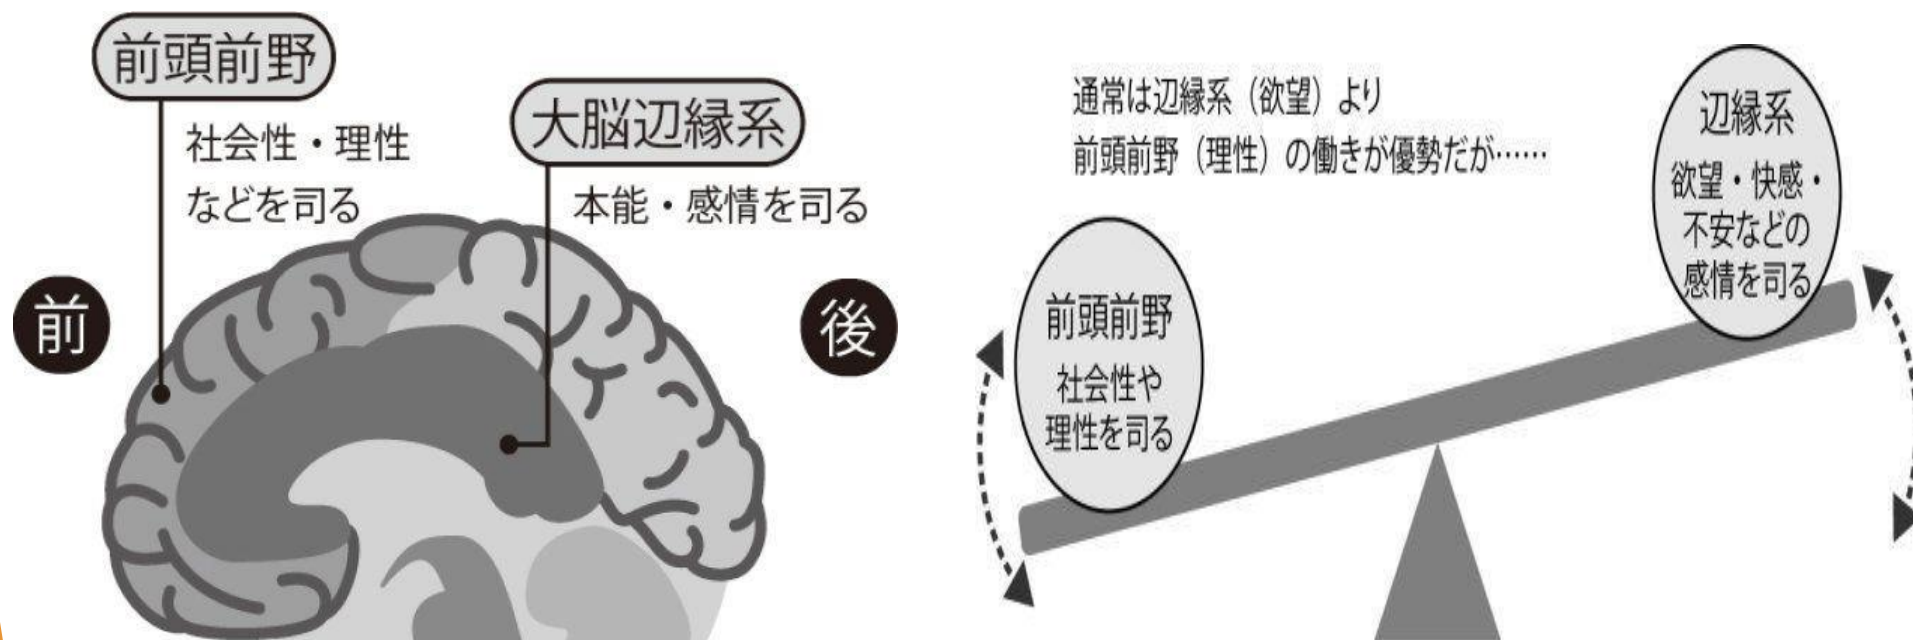 前頭前野
社会性・理性
などを司る
大脳辺縁系
本能・感情を司る
前
後
通常は辺縁系（欲望）より
前頭前野（理性）の働きが優勢だが……
辺縁系
欲望・快感・
不安などの
感情を司る
前頭前野
社会性や
理性を司る